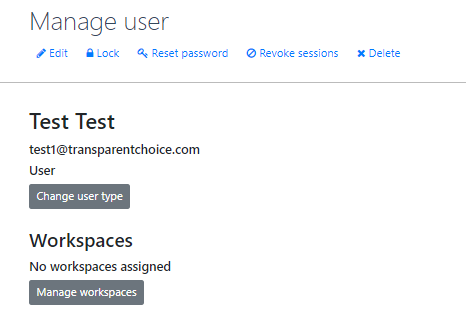 Manage user
Edit Lock Reset password Revoke sessions Delete
Test Test
test1@transparentchoice.com
User
Change user type
Workspaces
No workspaces assigned
Manage workspaces